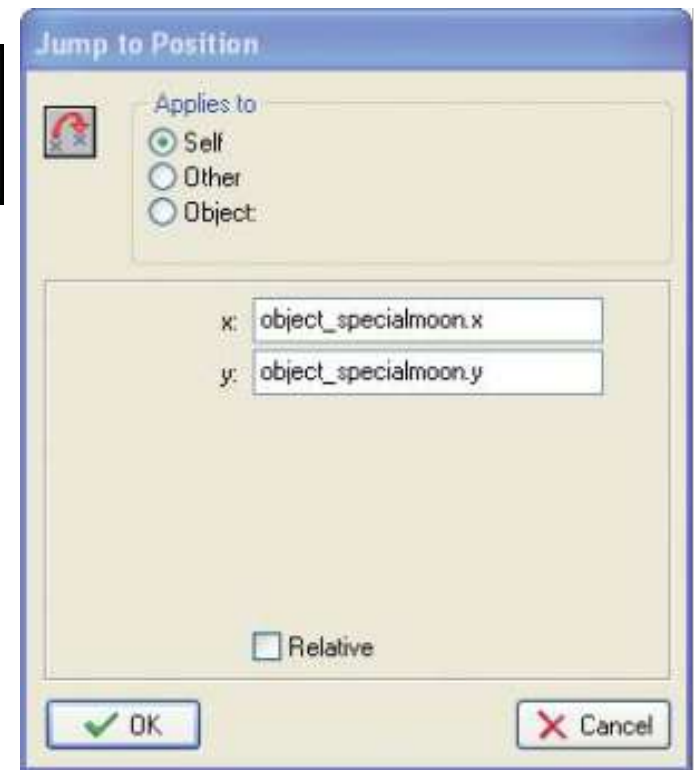 Jump to Position
Applies to
Self
Other
Object:
x: object_specialmoon.x
y: object_specialmoon.y
Relative
OK
Cancel